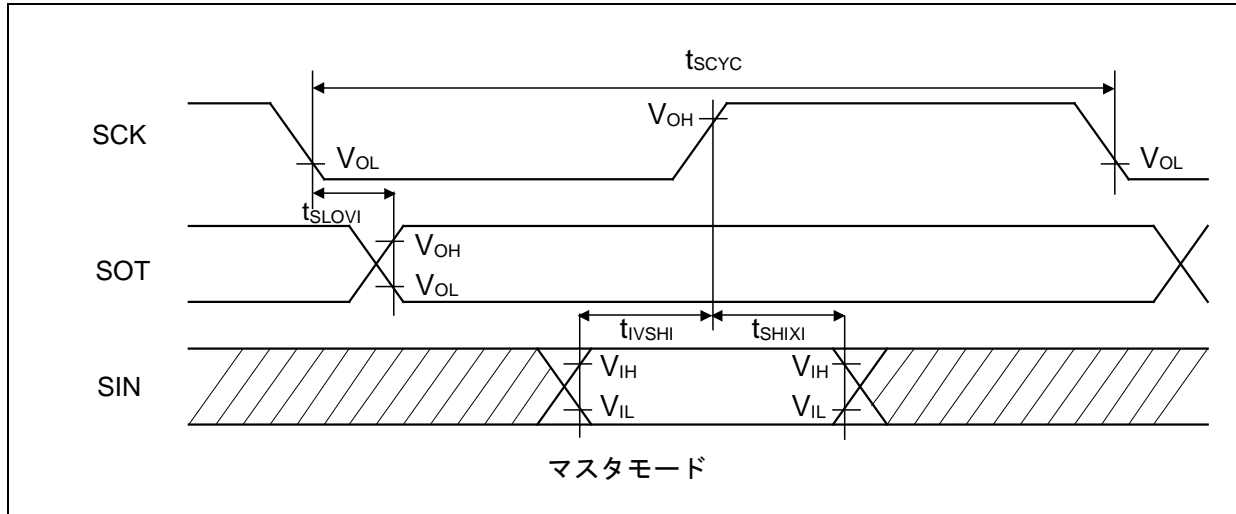 tSCYC
SCK
VOH
VOL
VOL
tSLOVI
SOT
VOH
VOL
tIVSHI
tSHIXI
SIN
VIH
VIH
VIL
VIL
マスタモード